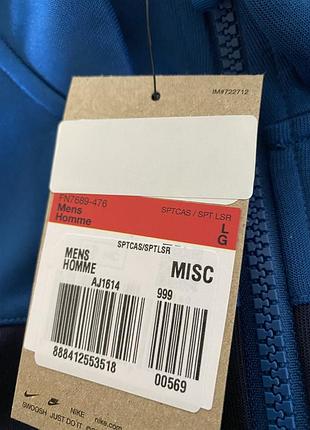 IM#722712
FN7689-476
Mens
Homme
SPTCAS / SPT LSR
L
G
SPTCAS/SPTLSR
MENS
HOMME
MISC
AJ1614
999
888412553518
00569
SWOOSH JUST DO IT
NIKE
nike.com